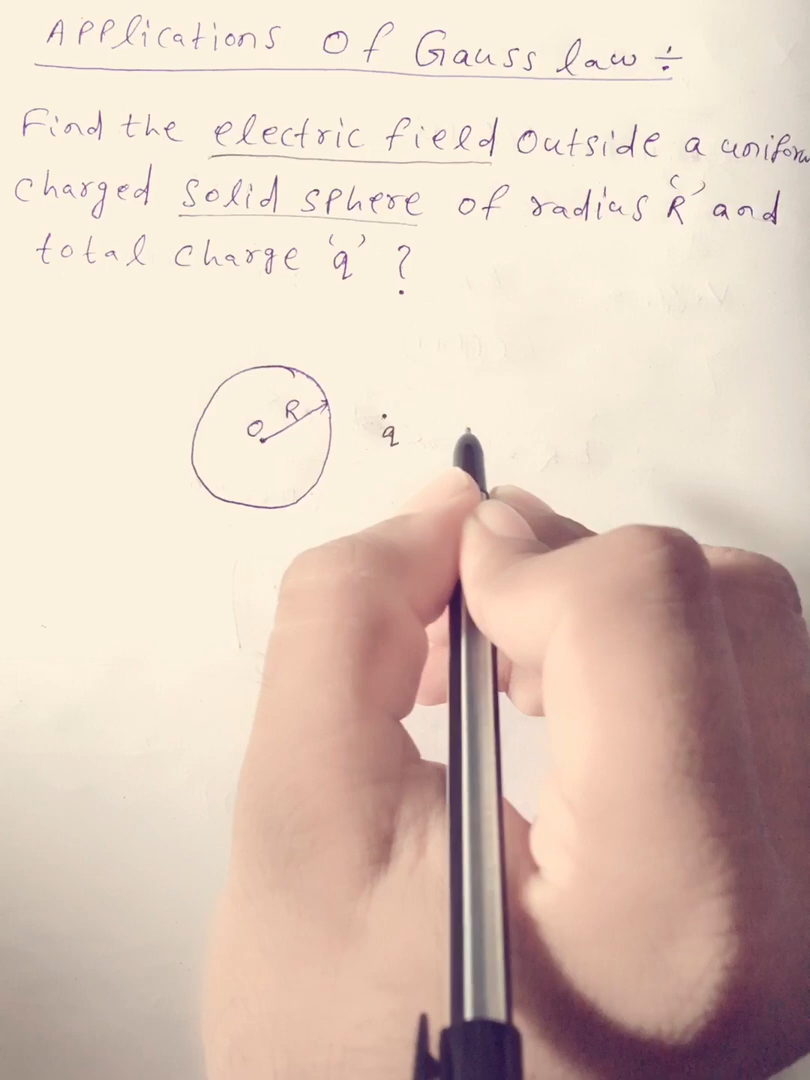 Applications of Gauss law ÷
Find the electric field outside a uniform
charged solid sphere of radius 'R' and
total charge 'q' ?
R
O
q